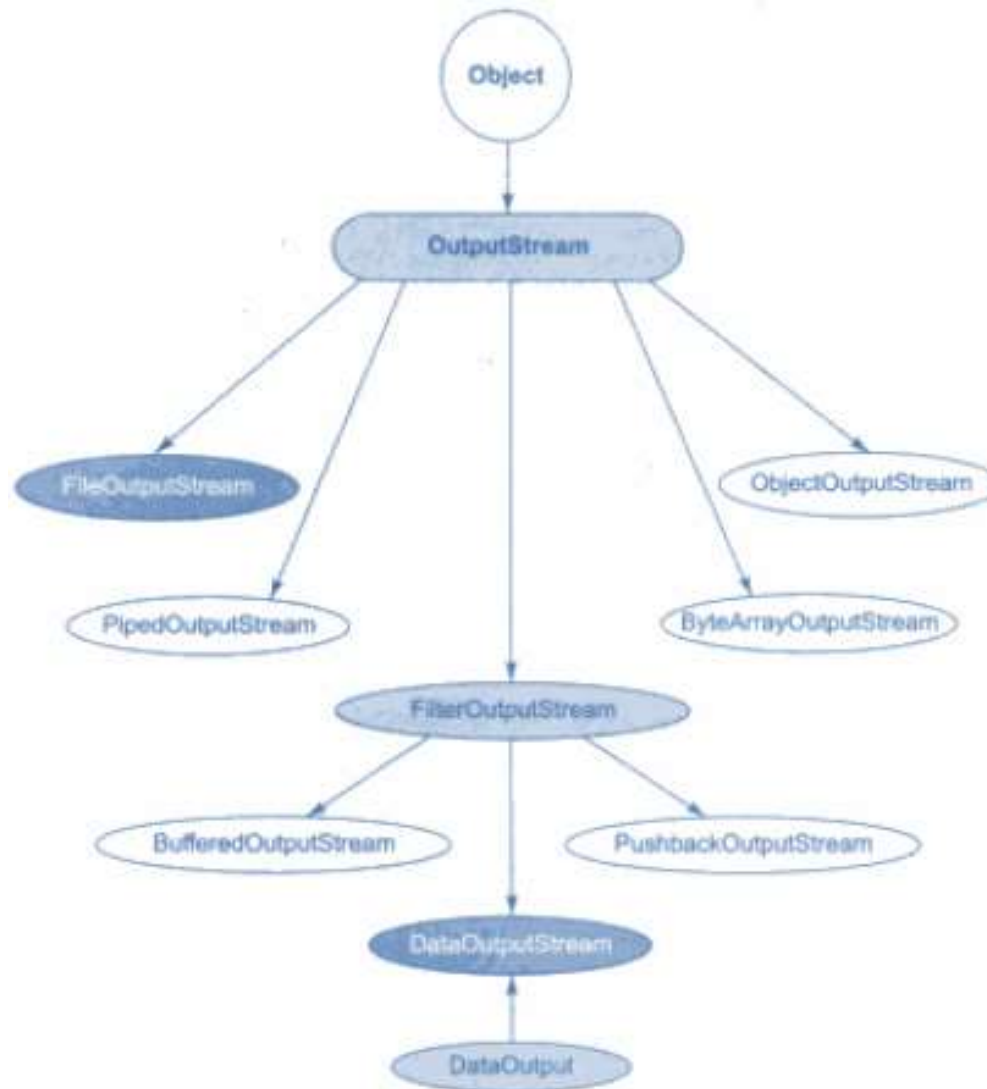 Object
OutputStream
FileOutputStream
ObjectOutputStream
PipedOutputStream
ByteArrayOutputStream
FilterOutputStream
BufferedOutputStream
PushbackOutputStream
DataOutputStream
DataOutput